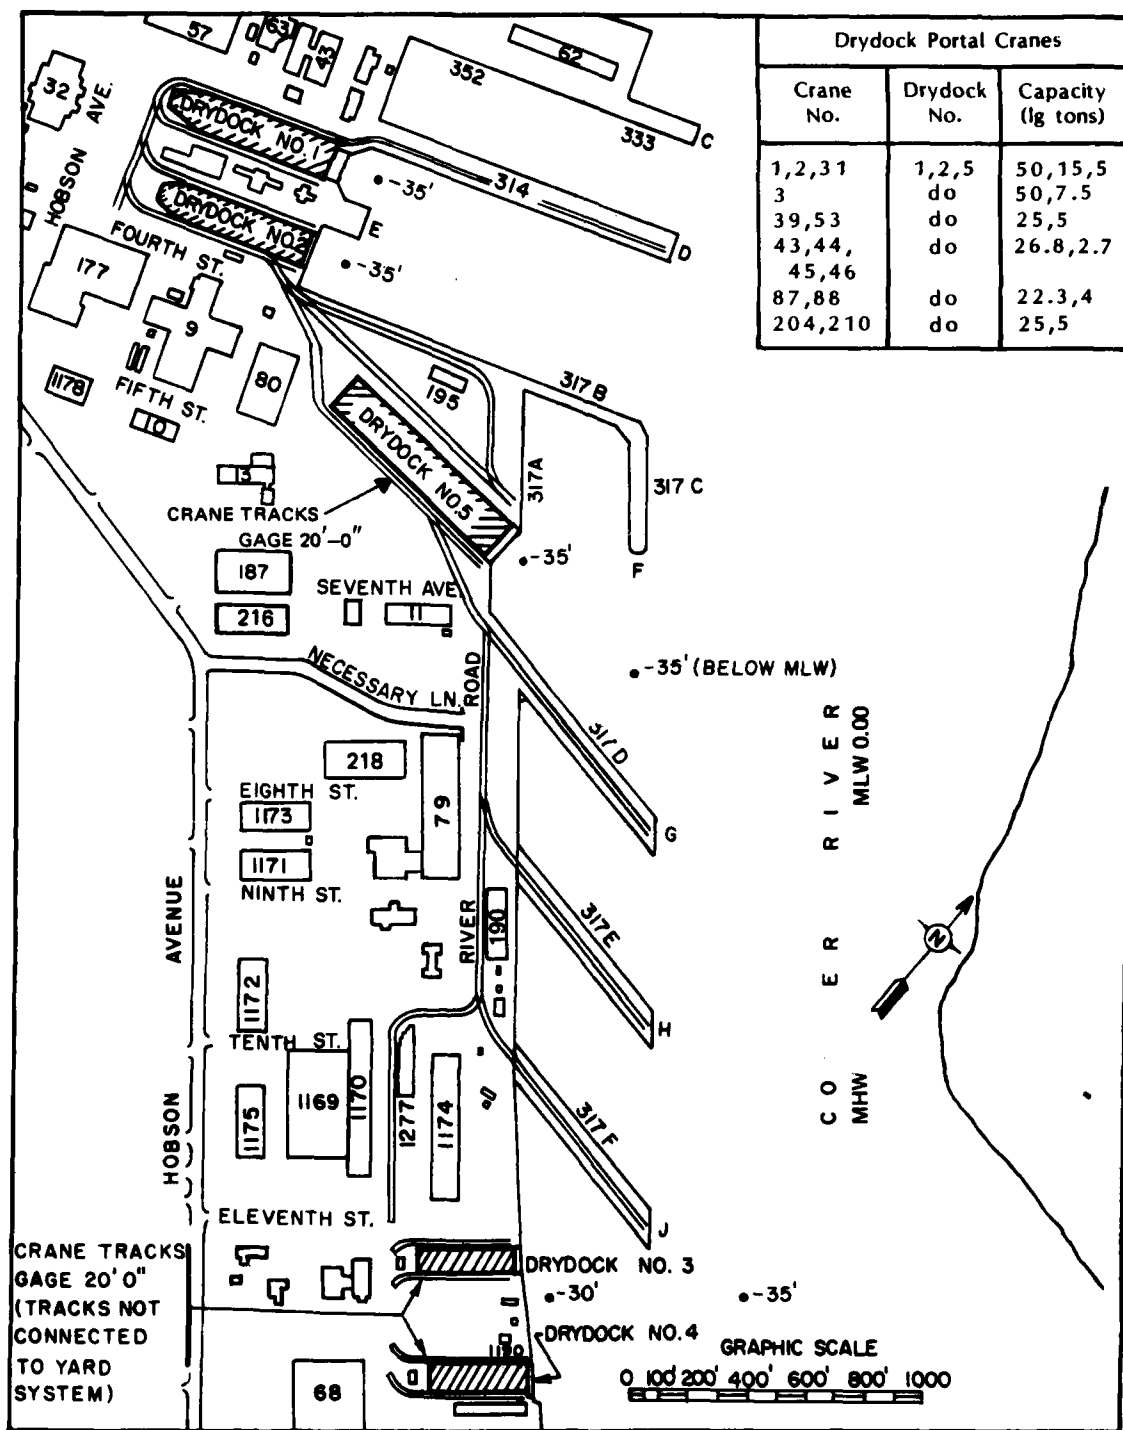 57
63
43
62
352
333
C
32
HOBSON AVE.
DRYDOCK NO. 1
-35'
314
D
DRYDOCK NO. 2
E
-35'
FOURTH ST.
177
9
80
1178
FIFTH ST.
10
195
317B
317A
317 C
F
DRYDOCK NO. 5
13
CRANE TRACKS
GAGE 20'-0"
-35'
187
216
SEVENTH AVE.
11
NECESSARY LN.
-35' (BELOW MLW)
317 D
G
218
EIGHTH ST.
1173
79
1171
NINTH ST.
RIVER ROAD
190
317E
H
1172
TENTH ST.
1169
1170
1277
1174
1175
317 F
J
HOBSON AVENUE
ELEVENTH ST.
CRANE TRACKS
GAGE 20' 0"
(TRACKS NOT
CONNECTED
TO YARD
SYSTEM)
DRYDOCK NO. 3
-30'
-35'
DRYDOCK NO. 4
68
GRAPHIC SCALE
0 100' 200' 400' 600' 800' 1000
CO ER RIVER
MHW MLW 0.00
N
Drydock Portal Cranes
Crane No. Drydock No. Capacity (lg tons)
1,2,31 1,2,5 50,15,5
3 do 50,7.5
39,53 do 25,5
43,44, do 26.8,2.7
45,46
87,88 do 22.3,4
204,210 do 25,5